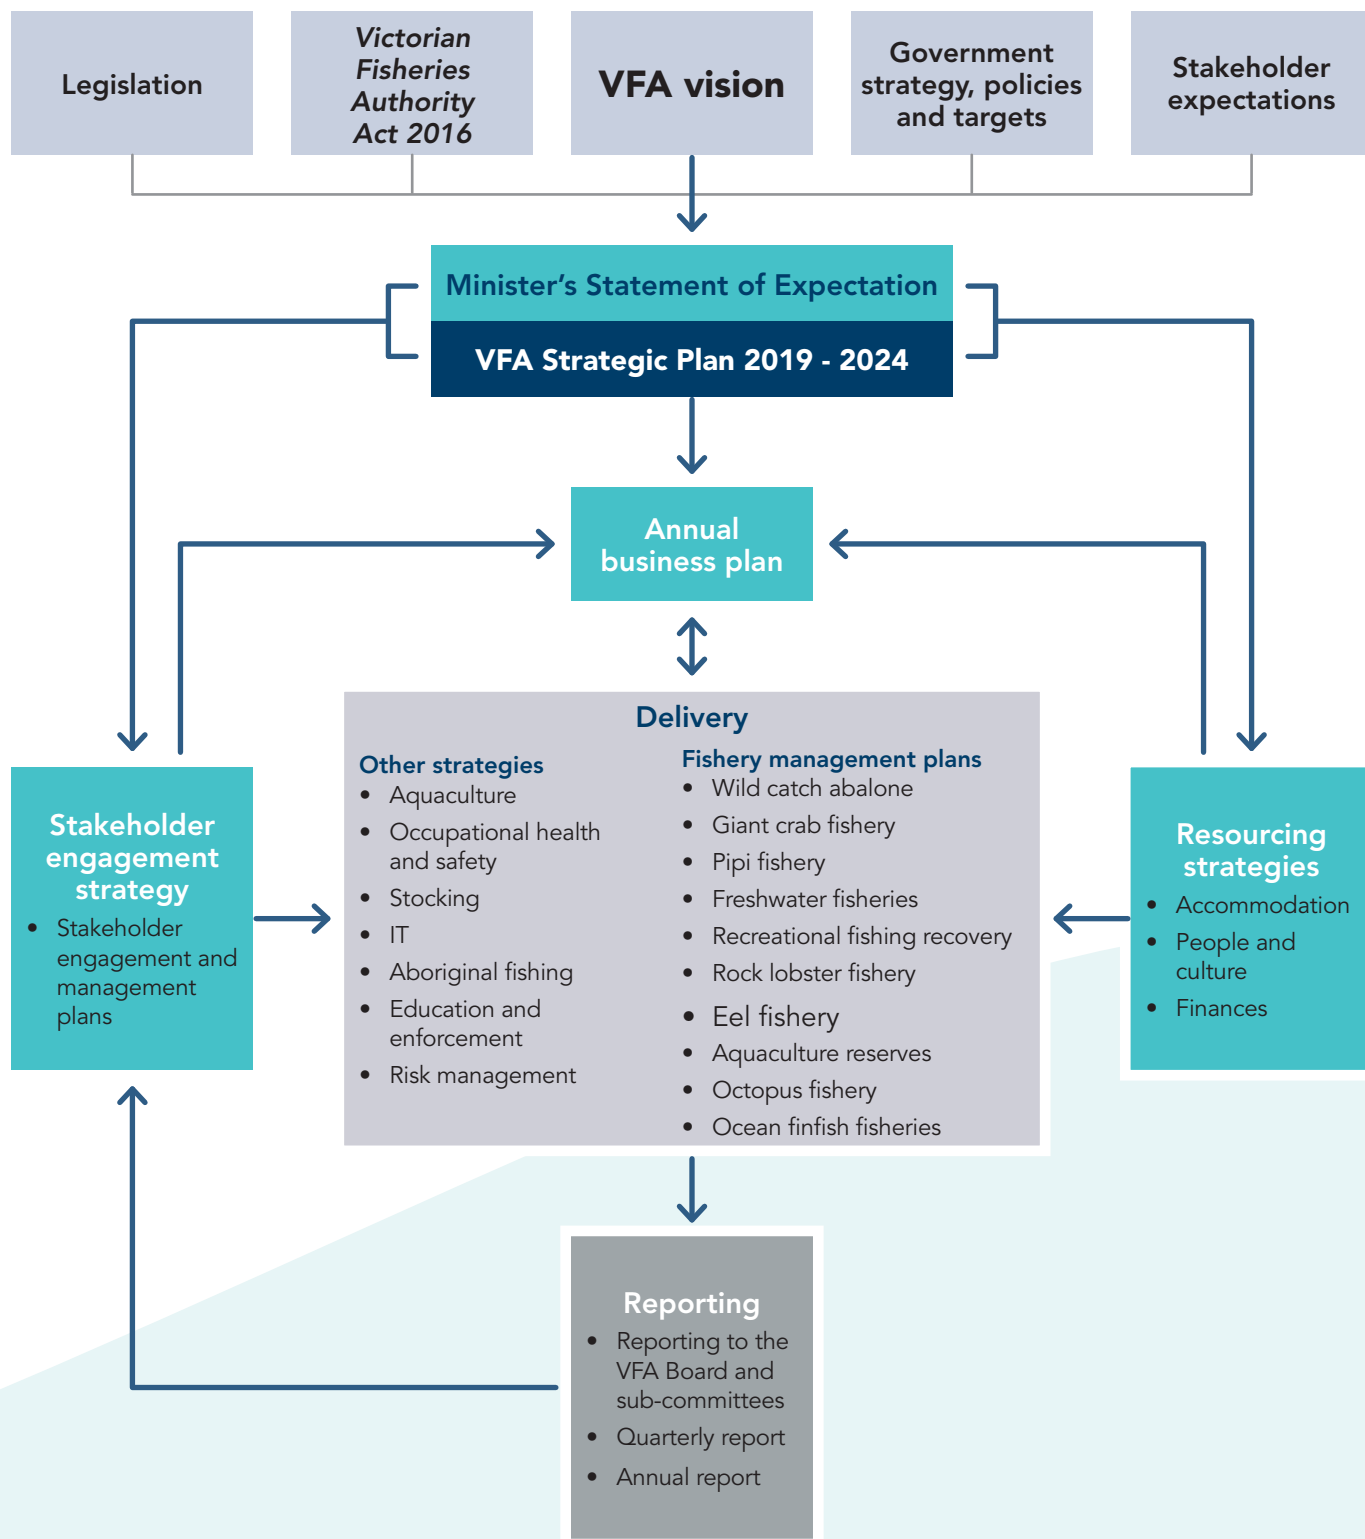 Legislation
Victorian
Fisheries
Authority
Act 2016
VFA vision
Government
strategy, policies
and targets
Stakeholder
expectations
Minister’s Statement of Expectation
VFA Strategic Plan 2019 - 2024
Annual
business plan
Stakeholder
engagement
strategy
• Stakeholder
engagement and
management
plans
Delivery
Other strategies
• Aquaculture
• Occupational health
and safety
• Stocking
• IT
• Aboriginal fishing
• Education and
enforcement
• Risk management
Fishery management plans
• Wild catch abalone
• Giant crab fishery
• Pipi fishery
• Freshwater fisheries
• Recreational fishing recovery
• Rock lobster fishery
• Eel fishery
• Aquaculture reserves
• Octopus fishery
• Ocean finfish fisheries
Resourcing
strategies
• Accommodation
• People and
culture
• Finances
Reporting
• Reporting to the
VFA Board and
sub-committees
• Quarterly report
• Annual report